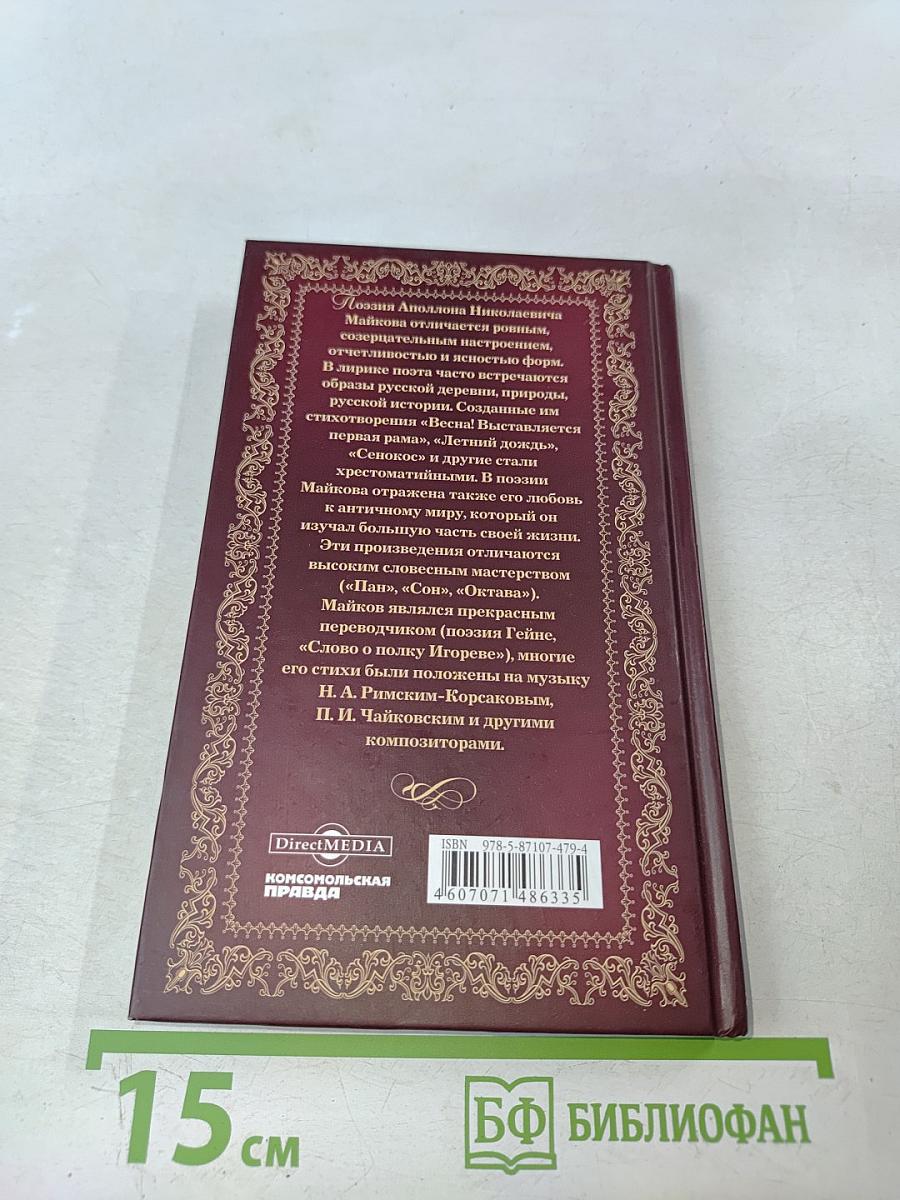 Поэзия Аполлона Николаевича
Майкова отличается ровным,
созерцательным настроением,
отчетливостью и ясностью форм.
В лирике поэта часто встречаются
образы русской деревни, природы,
русской истории. Созданные им
стихотворения «Весна! Выставляется
первая рама», «Летний дождь»,
«Сенокос» и другие стали
хрестоматийными. В поэзии
Майкова отражена также его любовь
к античному миру, который он
изучал большую часть своей жизни.
Эти произведения отличаются
высоким словесным мастерством
(«Пан», «Сон», «Октава»).
Майков являлся прекрасным
переводчиком (поэзия Гейне,
«Слово о полку Игореве»), многие
его стихи были положены на музыку
Н. А. Римским-Корсаковым,
П. И. Чайковским и другими
композиторами.
DirectMEDIA
КОМСОМОЛЬСКАЯ
ПРАВДА
ISBN 978-5-87107-479-4
4 607071 486335
15 см
БФ БИБЛИОФАН